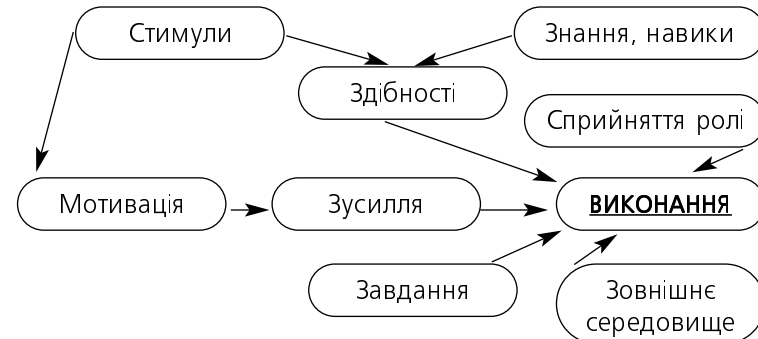 Стимули
Знання, навики
Здібності
Сприйняття ролі
Мотивація
Зусилля
ВИКОНАННЯ
Завдання
Зовнішнє
середовище